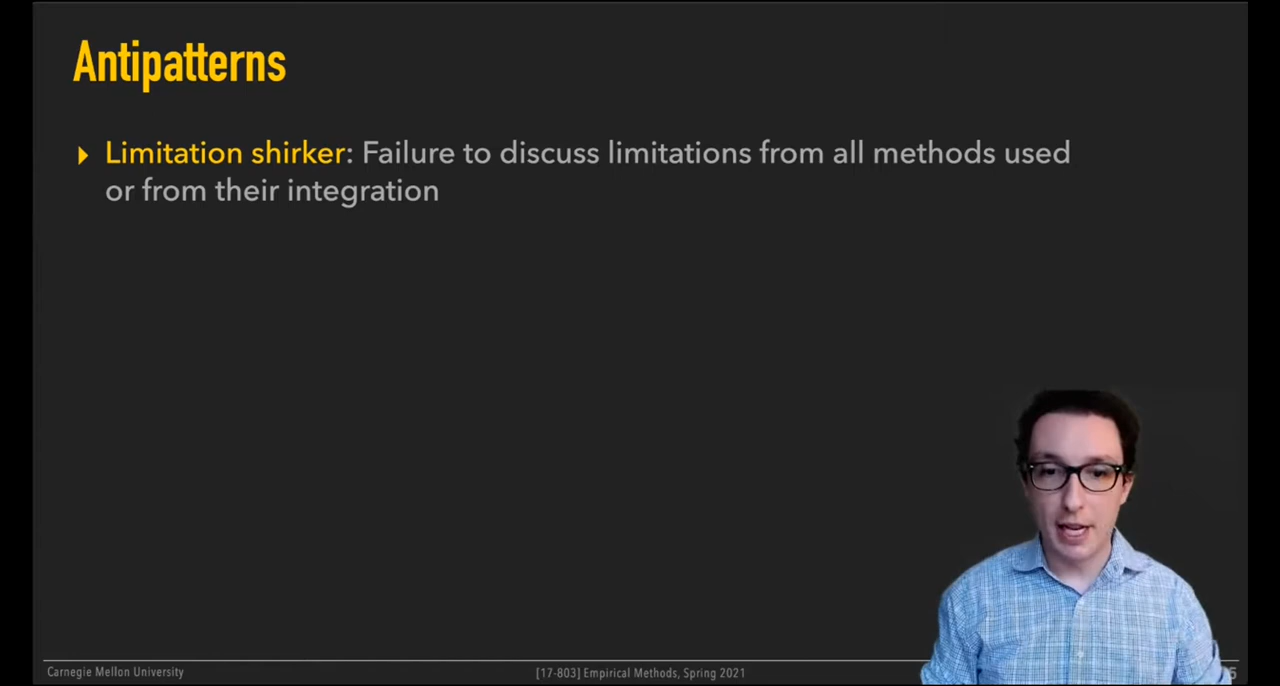 Antipatterns
Limitation shirker: Failure to discuss limitations from all methods used
or from their integration
Carnegie Mellon University
[17-803] Empirical Methods, Spring 2021